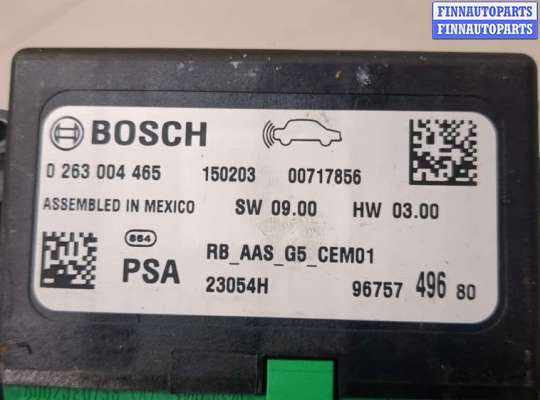 FINNAUTOPARTS
FINNAUTOPARTS
BOSCH
0 263 004 465 150203 00717856
ASSEMBLED IN MEXICO SW 09.00 HW 03.00
664 RB_AAS_G5_CEM01
PSA 23054H 96757 496 80